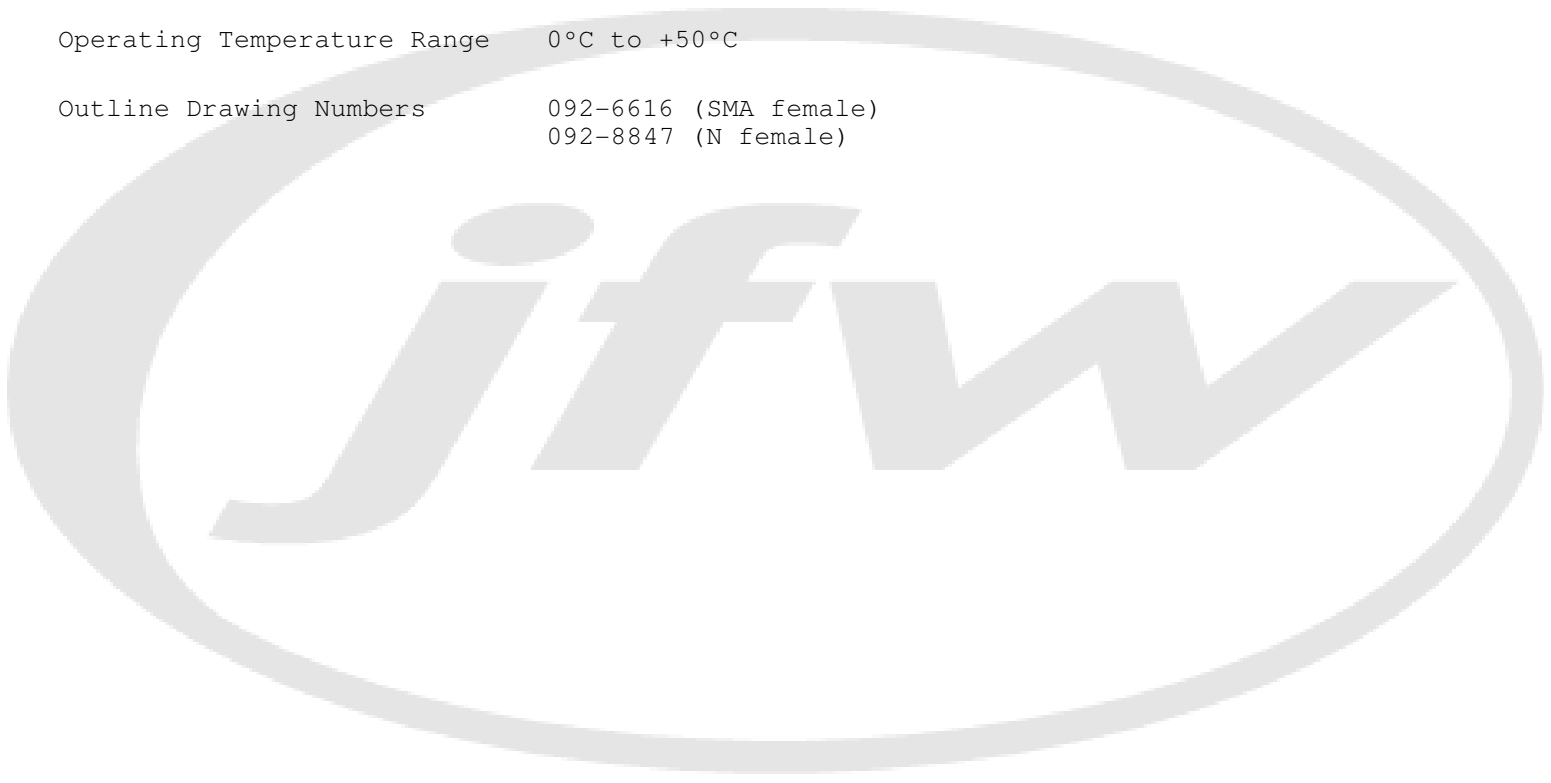 Operating Temperature Range 0°C to +50°C
Outline Drawing Numbers 092-6616 (SMA female)
092-8847 (N female)
jfw